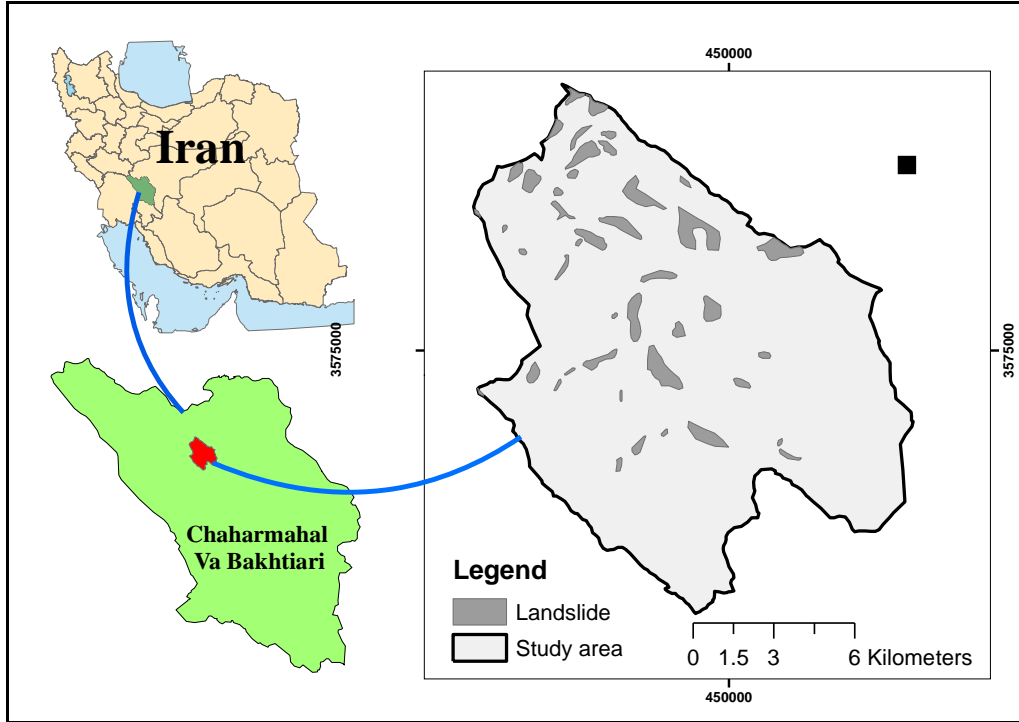 Iran
450000
3575000
3575000
Chaharmahal
Va Bakhtiari
Legend
Landslide
Study area
0 1.5 3 6 Kilometers
450000